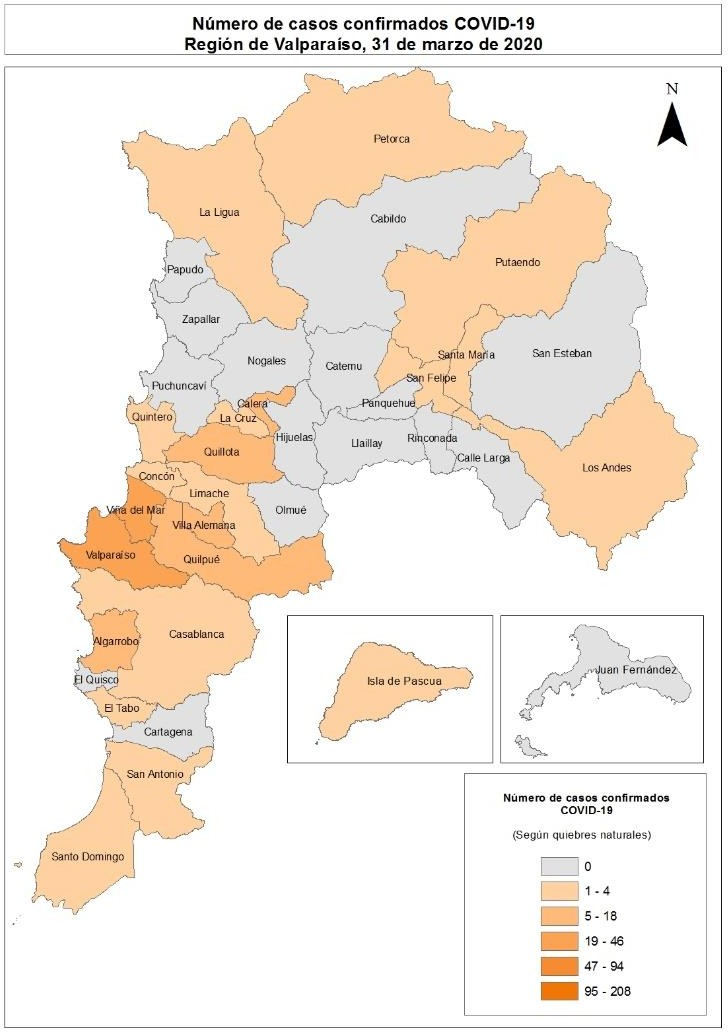 Número de casos confirmados COVID-19
Región de Valparaíso, 31 de marzo de 2020
N
Petorca
La Ligua
Cabildo
Putaendo
Papudo
Zapallar
Santa María
San Esteban
Nogales
Catemu
San Felipe
Puchuncaví
Panquehue
Calera
Quintero
La Cruz
Hijuelas
Llaillay
Rinconada
Quillota
Calle Larga
Los Andes
Concón
Limache
Viña del Mar
Olmué
Villa Alemana
Valparaíso
Quilpué
Casablanca
Algarrobo
El Quisco
Isla de Pascua
Juan Fernández
El Tabo
Cartagena
San Antonio
Santo Domingo
Número de casos confirmados
COVID-19
(Según quiebres naturales)
0
1 - 4
5 - 18
19 - 46
47 - 94
95 - 208